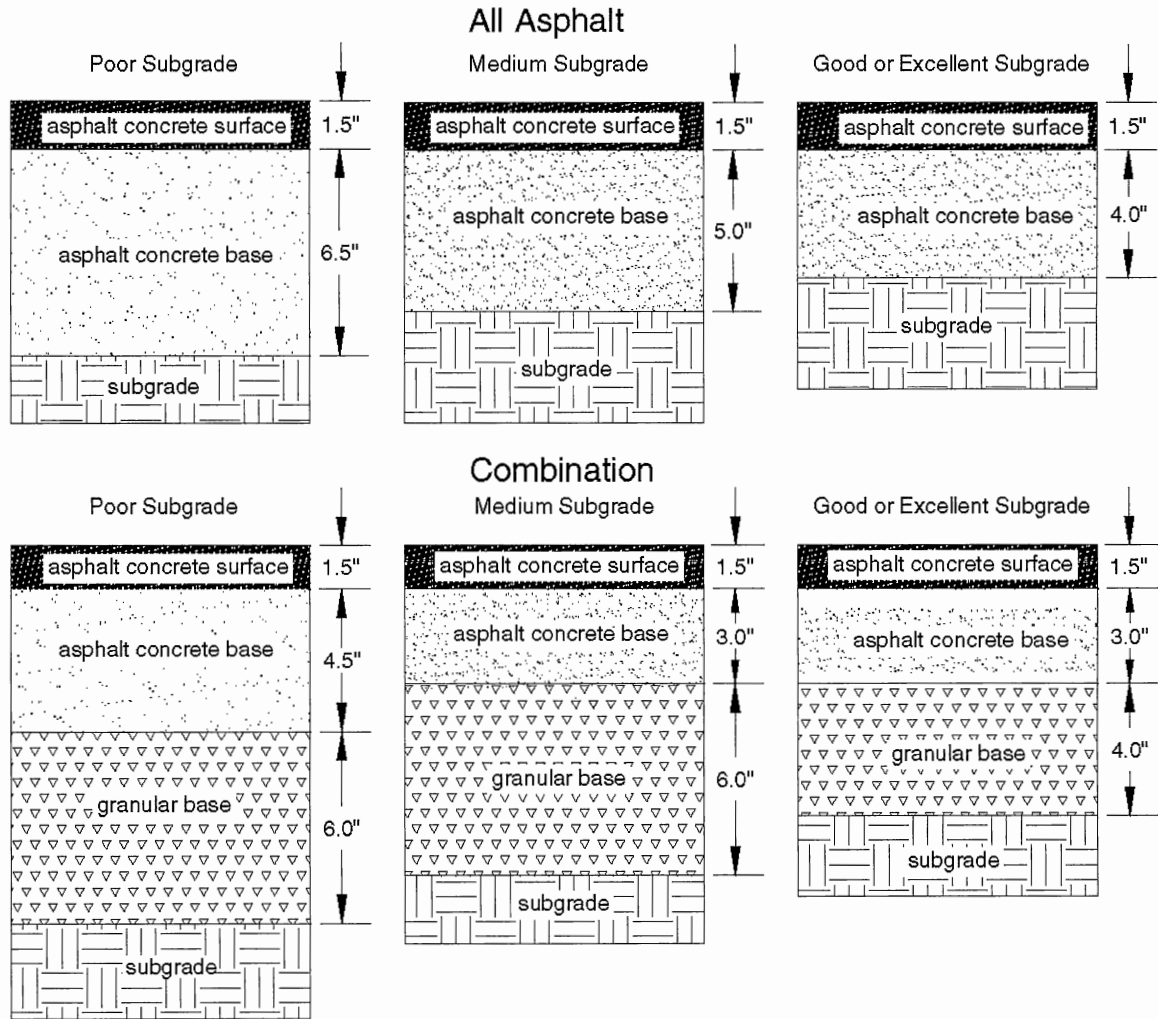 All Asphalt
Poor Subgrade
asphalt concrete surface
1.5"
asphalt concrete base
6.5"
subgrade
Medium Subgrade
asphalt concrete surface
1.5"
asphalt concrete base
5.0"
subgrade
Good or Excellent Subgrade
asphalt concrete surface
1.5"
asphalt concrete base
4.0"
subgrade
Combination
Poor Subgrade
asphalt concrete surface
1.5"
asphalt concrete base
4.5"
granular base
6.0"
subgrade
Medium Subgrade
asphalt concrete surface
1.5"
asphalt concrete base
3.0"
granular base
6.0"
subgrade
Good or Excellent Subgrade
asphalt concrete surface
1.5"
asphalt concrete base
3.0"
granular base
4.0"
subgrade